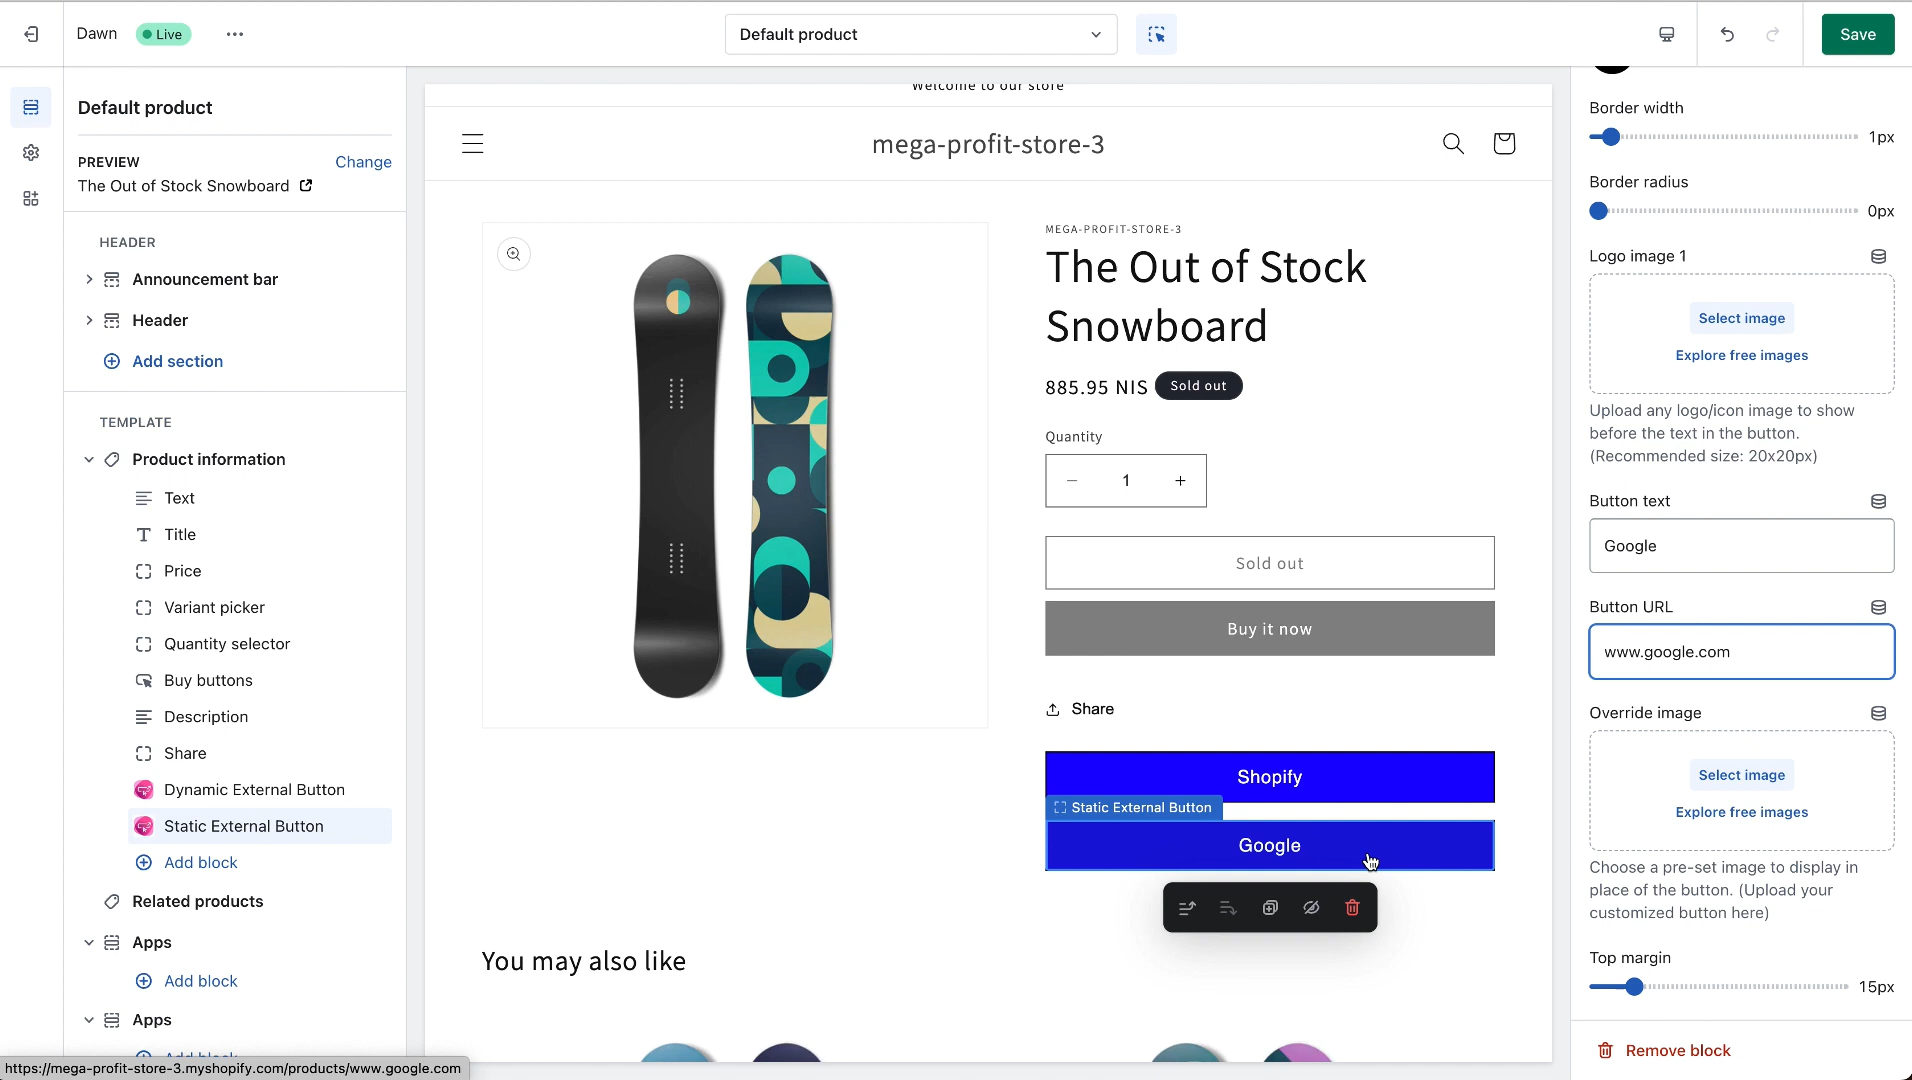 Dawn
Live
Default product
Save
Default product
PREVIEW
Change
The Out of Stock Snowboard
HEADER
Announcement bar
Header
Add section
TEMPLATE
Product information
Text
Title
Price
Variant picker
Quantity selector
Buy buttons
Description
Share
Dynamic External Button
Static External Button
Add block
Related products
Apps
Add block
Apps
Add block
https://mega-profit-store-3.myshopify.com/products/www.google.com
Welcome to our store
mega-profit-store-3
MEGA-PROFIT-STORE-3
The Out of Stock
Snowboard
885.95 NIS
Sold out
Quantity
1
Sold out
Buy it now
Share
Shopify
Static External Button
Google
You may also like
Border width
1px
Border radius
0px
Logo image 1
Select image
Explore free images
Upload any logo/icon image to show
before the text in the button.
(Recommended size: 20x20px)
Button text
Google
Button URL
www.google.com
Override image
Select image
Explore free images
Choose a pre-set image to display in
place of the button. (Upload your
customized button here)
Top margin
15px
Remove block